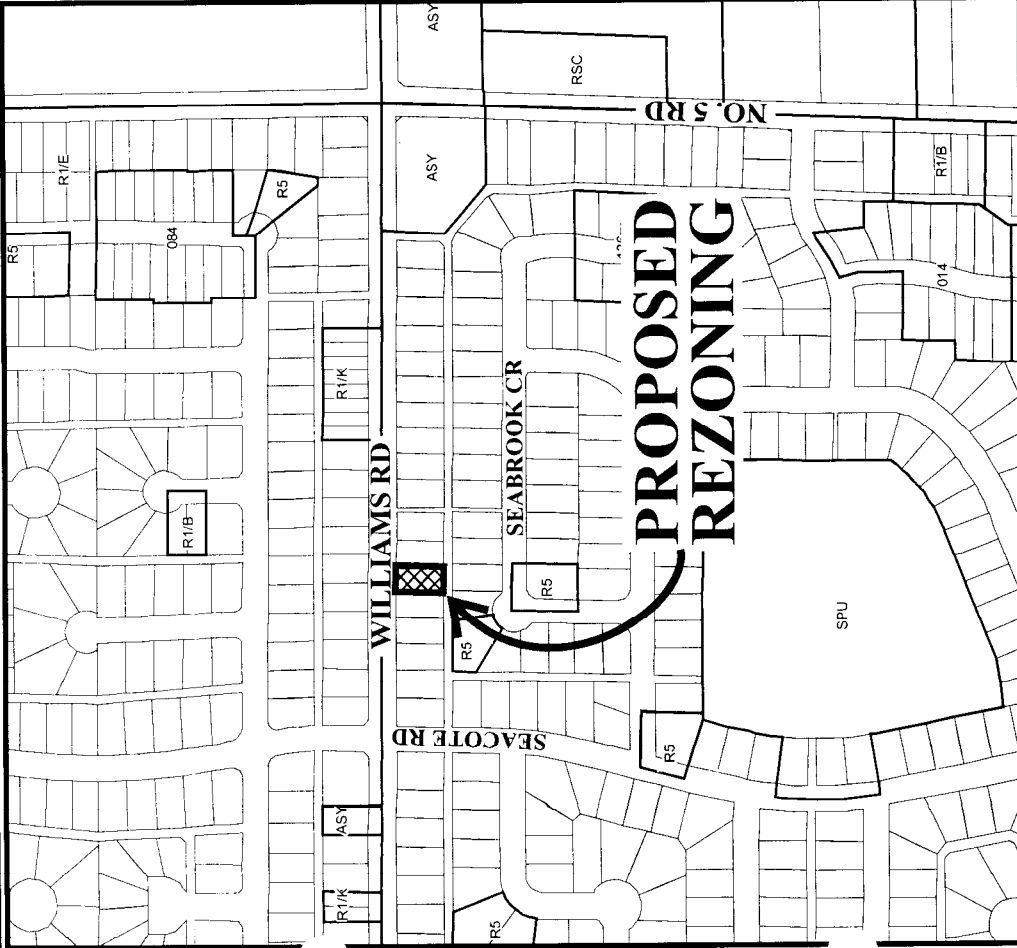 R5
R1/E
084
R1/B
R5
R1/K
ASY
R1/K
WILLIAMS RD
ASY
ASY
SEACOTE RD
R5
R5
SEABROOK CR
R5
RSC
PROPOSED
REZONING
R5
NO. 5 RD
SPU
014
R1/B